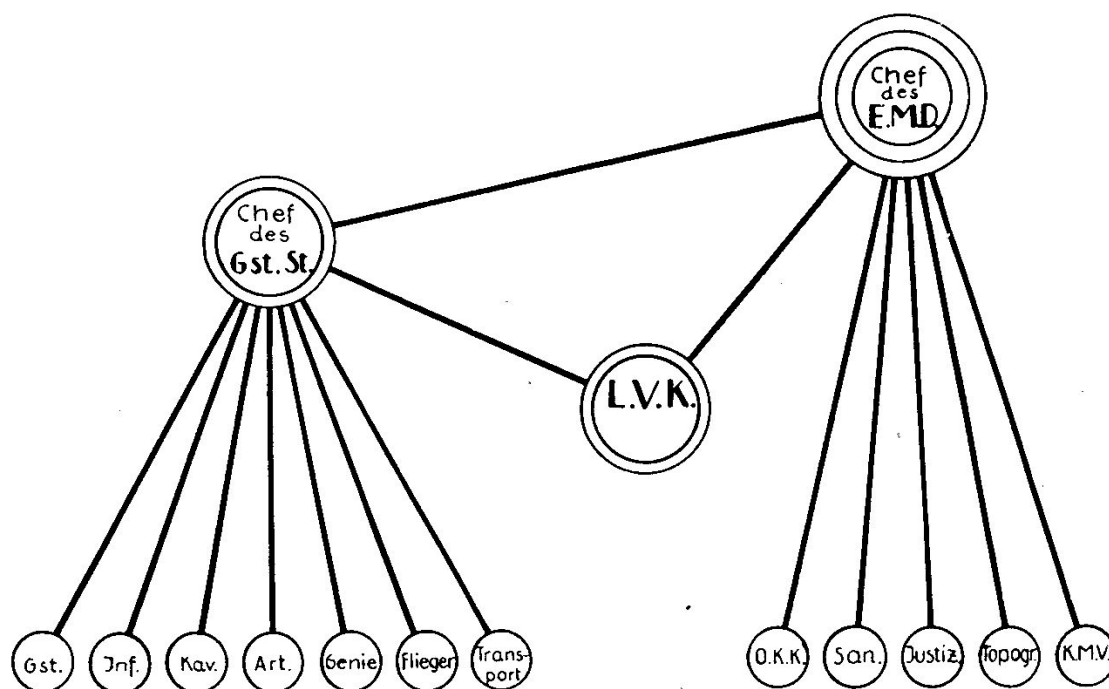 Chef
des
E.M.D.
Chef
des
Gst. St.
L.V.K.
Gst.
Inf.
Kav.
Art.
Genie
Flieger
Trans-
port
O.K.K.
San.
Justiz.
Topogr.
K.M.V.